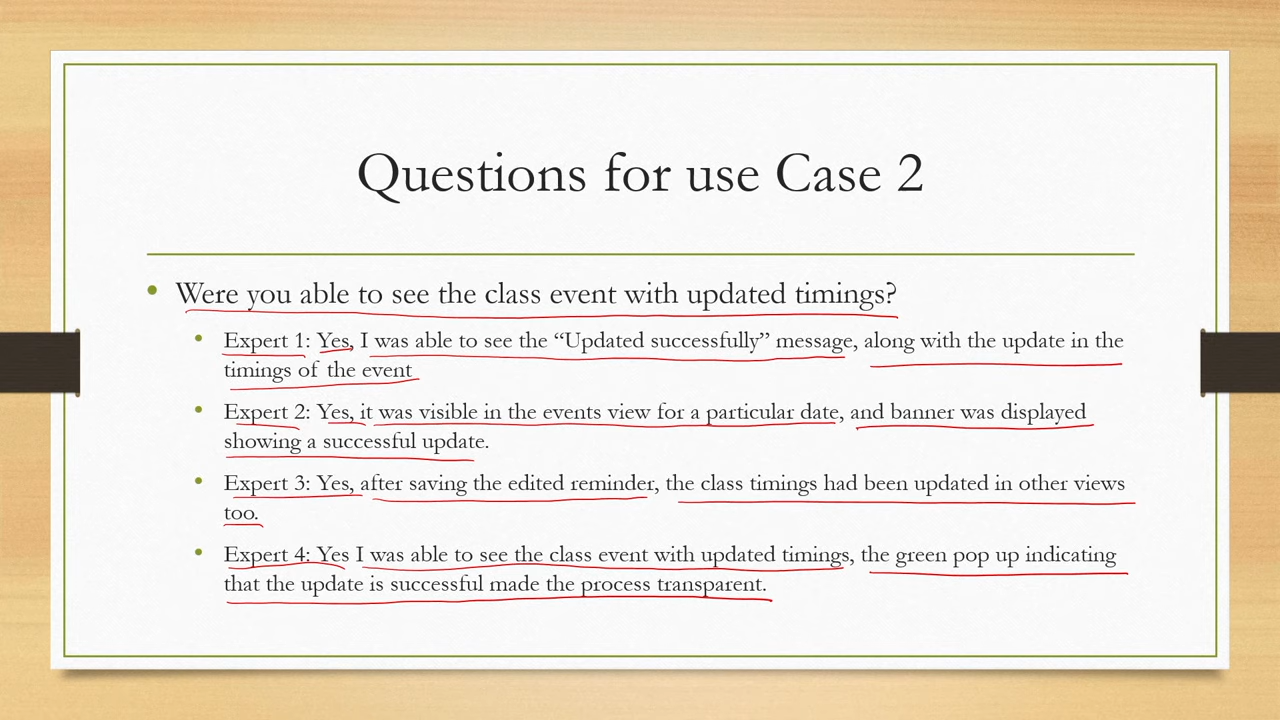 Questions for use Case 2
• Were you able to see the class event with updated timings?
• Expert 1: Yes, I was able to see the “Updated successfully” message, along with the update in the
timings of the event
• Expert 2: Yes, it was visible in the events view for a particular date, and banner was displayed
showing a successful update.
• Expert 3: Yes, after saving the edited reminder, the class timings had been updated in other views
too.
• Expert 4: Yes I was able to see the class event with updated timings, the green pop up indicating
that the update is successful made the process transparent.